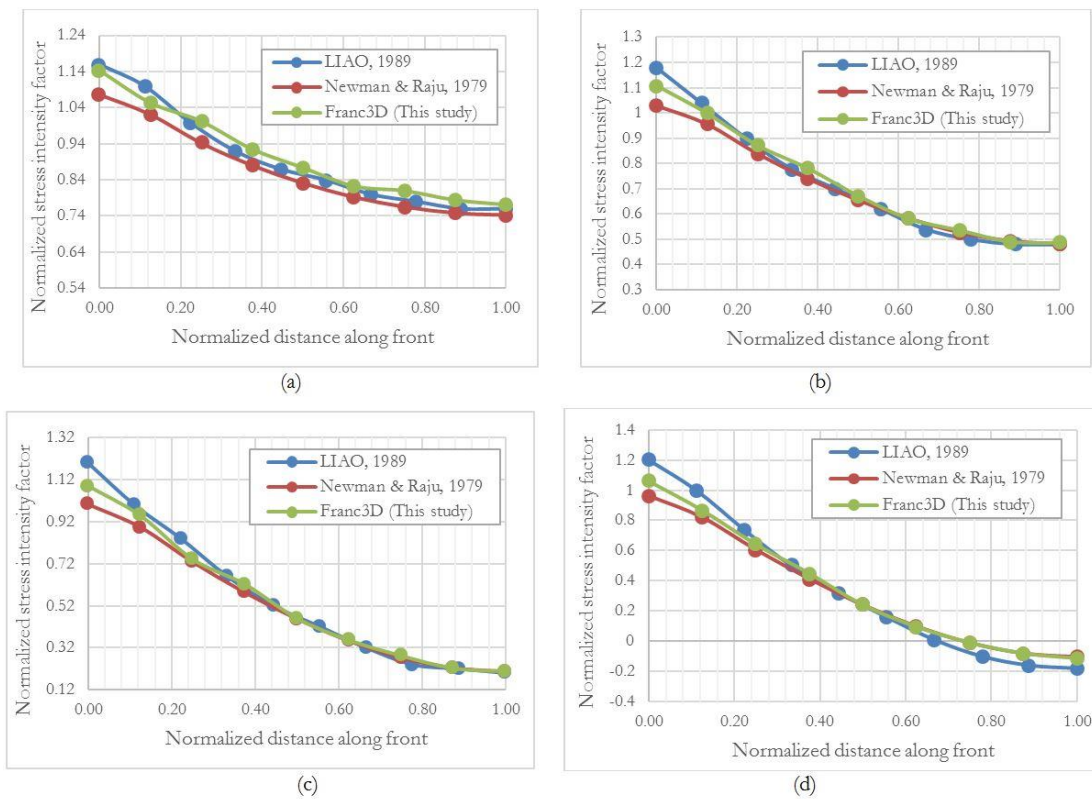 Normalized stress intensity factor
1.24
1.14
1.04
0.94
0.84
0.74
0.64
0.54
LIAO, 1989
Newman & Raju, 1979
Franc3D (This study)
0.00 0.20 0.40 0.60 0.80 1.00
Normalized distance along front
(a)
Normalized stress intensity factor
1.3
1.2
1.1
1
0.9
0.8
0.7
0.6
0.5
0.4
0.3
LIAO, 1989
Newman & Raju, 1979
Franc3D (This study)
0.00 0.20 0.40 0.60 0.80 1.00
Normalized distance along front
(b)
Normalized stress intensity factor
1.32
1.12
0.92
0.72
0.52
0.32
0.12
LIAO, 1989
Newman & Raju, 1979
Franc3D (This study)
0.00 0.20 0.40 0.60 0.80 1.00
Normalized distance along front
(c)
Normalized stress intensity factor
1.4
1.2
1
0.8
0.6
0.4
0.2
0
-0.2
-0.4
LIAO, 1989
Newman & Raju, 1979
Franc3D (This study)
0.00 0.20 0.40 0.60 0.80 1.00
Normalized distance along front
(d)